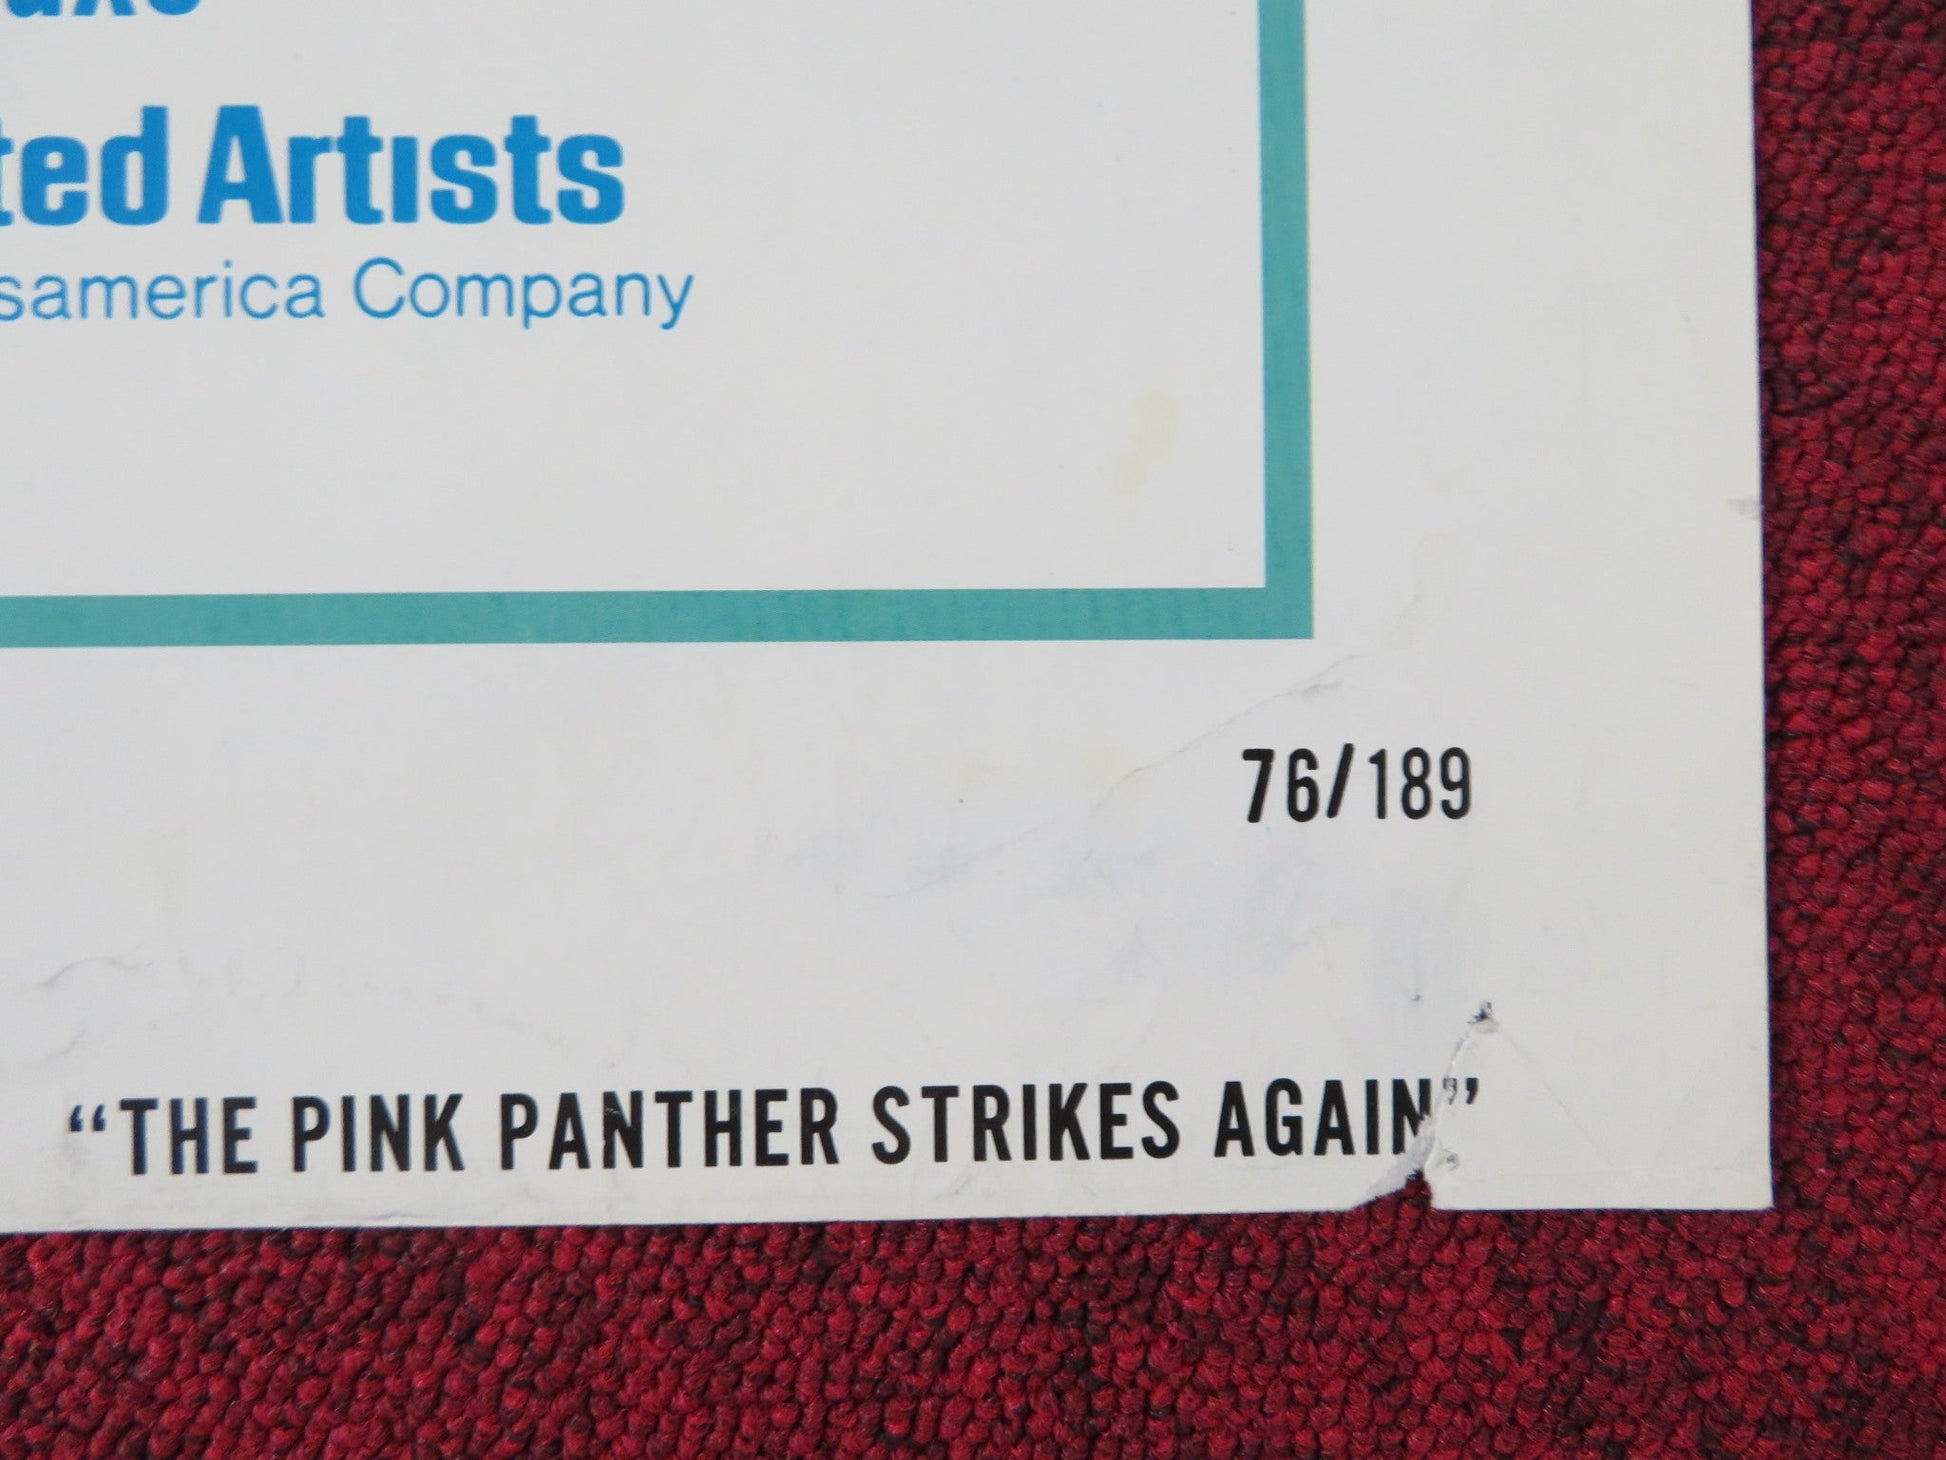 ted Artists
samerica Company
76/189
“THE PINK PANTHER STRIKES AGAIN”